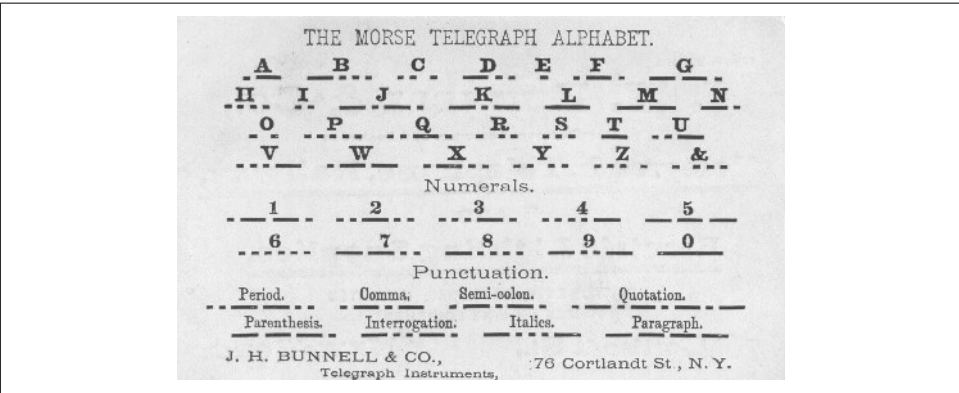 THE MORSE TELEGRAPH ALPHABET.
A B C D E F G
H I J K L M N
O P Q R S T U
V W X Y Z &
Numerals.
1 2 3 4 5
6 7 8 9 0
Punctuation.
Period. Comma. Semi-colon. Quotation.
Parenthesis. Interrogation. Italics. Paragraph.
J. H. BUNNELL & CO., 76 Cortlandt St., N. Y.
Telegraph Instruments,